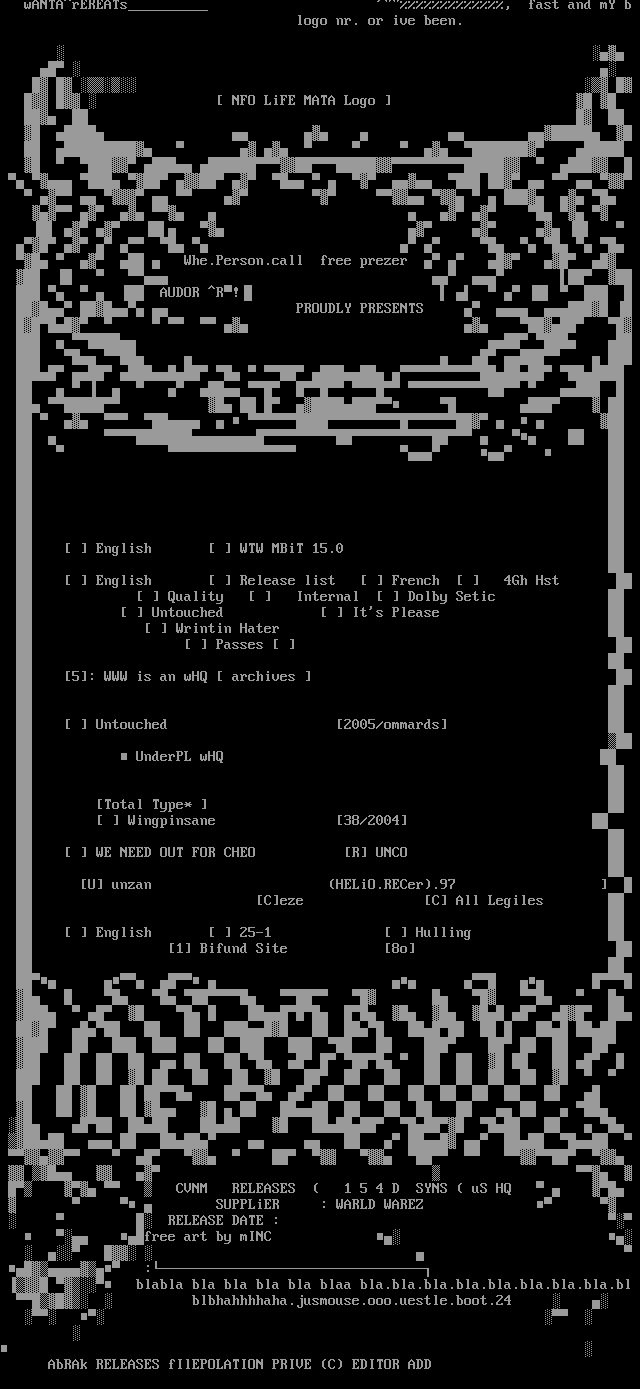 wANTA rEKEATs__________ fast and mY b
logo nr. or ive been.
[ NFO LiFE MATA Logo ]
Whe.Person.call free prezer
AUDOR ^R"!
PROUDLY PRESENTS
[ ] English [ ] WTW MBiT 15.0
[ ] English [ ] Release list [ ] French [ ] 4Gh Hst
[ ] Quality [ ] Internal [ ] Dolby Setic
[ ] Untouched [ ] It's Please
[ ] Wrintin Hater
[ ] Passes [ ]
[5]: WWW is an wHQ [ archives ]
[ ] Untouched [2005/ommards]
■ UnderPL wHQ
[Total Type* ]
[ ] Wingpinsane [38/2004]
[ ] WE NEED OUT FOR CHEO [R] UNCO
[U] unzan (HELiO.RECer).97 ]
[C]eze [C] All Legiles
[ ] English [ ] 25-1 [ ] Hulling
[1] Bifund Site [8o]
CVNM RELEASES ( 1 5 4 D SYNS ( uS HQ
SUPPLiER : WARLD WAREZ
RELEASE DATE :
free art by mINC
blabla bla bla bla bla blaa bla.bla.bla.bla.bla.bla.bla.bl
blbhahhhhaha.jusmouse.ooo.uestle.boot.24
AbRAk RELEASES fIlEPOLATION PRIVE (C) EDITOR ADD